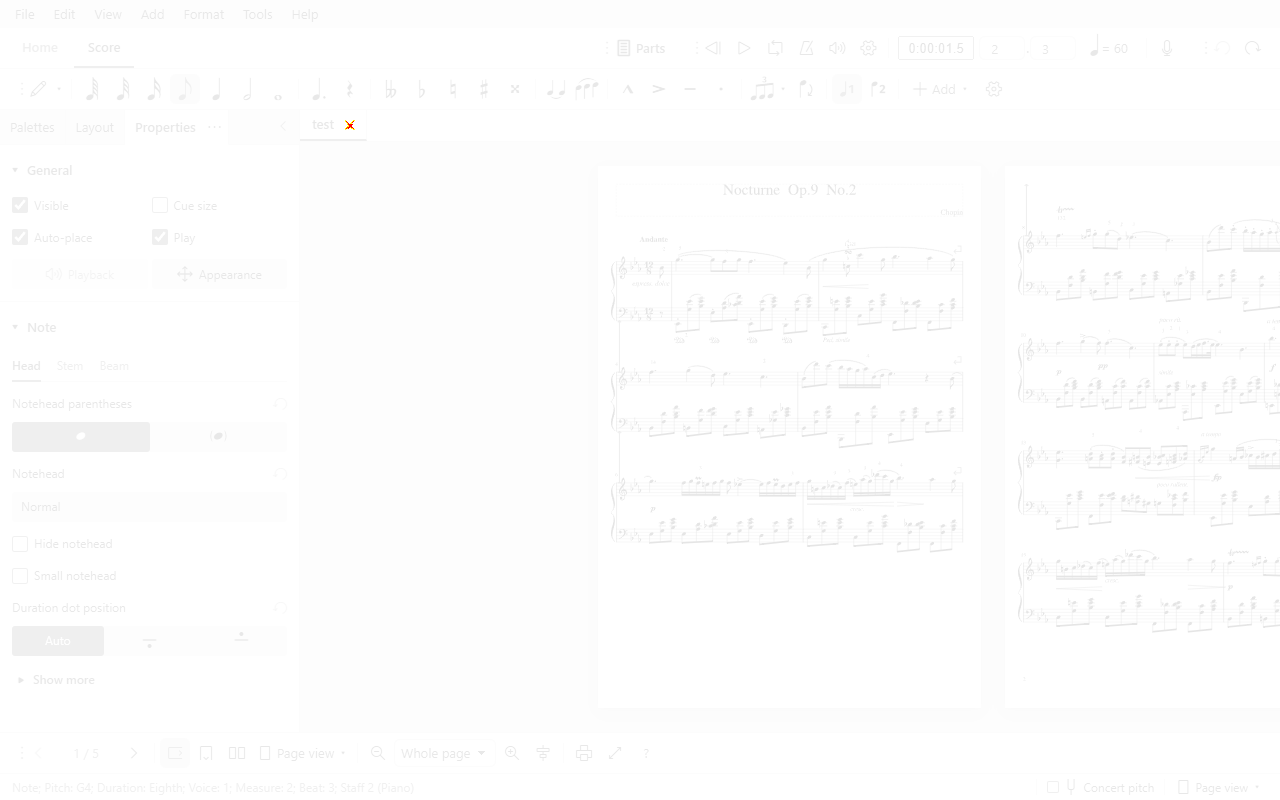 File Edit View Add Format Tools Help
Home Score Parts 0:00:01.5 2 . 3 = 60
Add
Palettes Layout Properties
test
General
Visible Cue size
Auto-place Play
Playback Appearance
Note
Head Stem Beam
Notehead parentheses
Notehead
Normal
Hide notehead
Small notehead
Duration dot position
Auto
Show more
Nocturne Op.9 No.2
Chopin
Andante
1 / 5 Page view Whole page ?
Note; Pitch: G4; Duration: Eighth; Voice: 1; Measure: 2; Beat: 3; Staff 2 (Piano) Concert pitch Page view